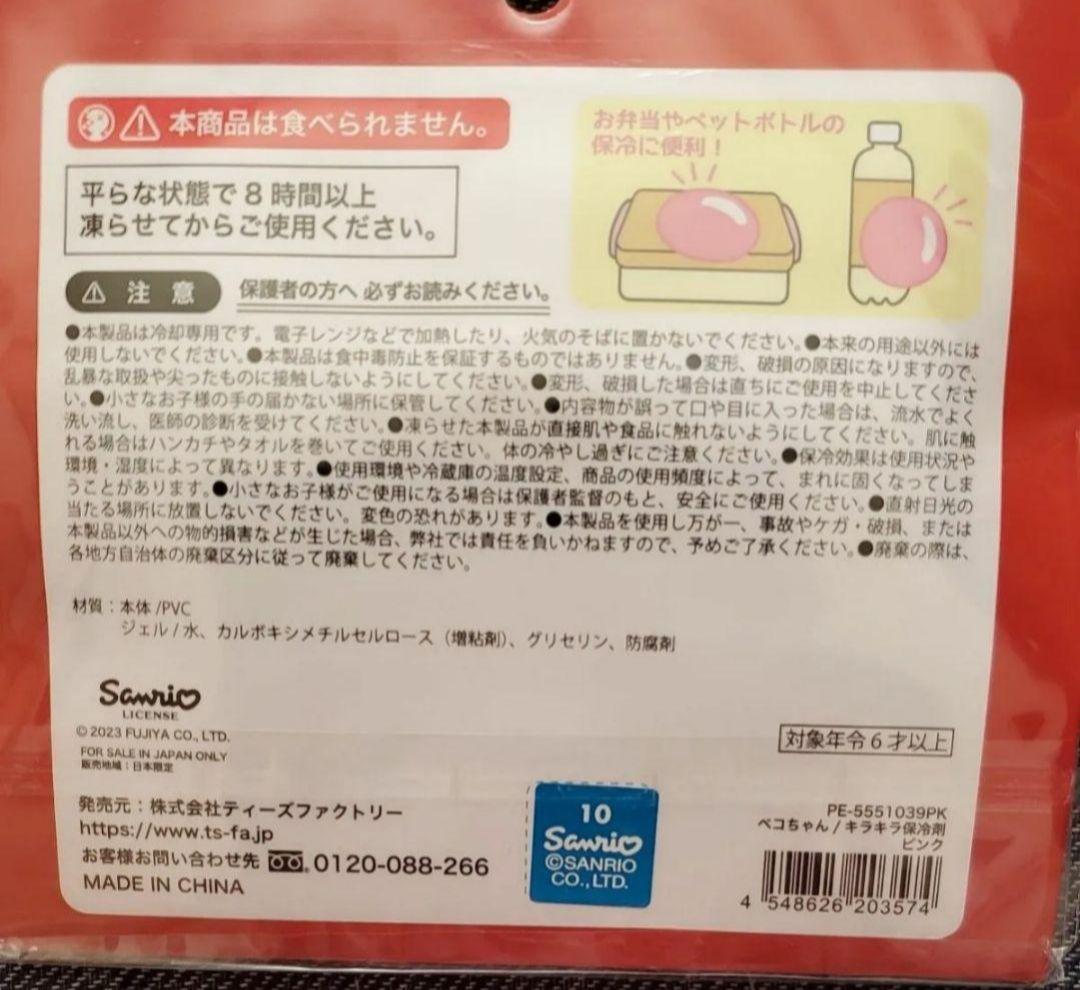 本商品は食べられません。
お弁当やペットボトルの
保冷に便利！
平らな状態で8時間以上
凍らせてからご使用ください。
注意 保護者の方へ 必ずお読みください。
●本製品は冷却専用です。電子レンジなどで加熱したり、火気のそばに置かないでください。●本来の用途以外には
使用しないでください。●本製品は食中毒防止を保証するものではありません。●変形、破損の原因になりますので、
乱暴な取扱や尖ったものに接触しないようにしてください。●変形、破損した場合は直ちにご使用を中止してくださ
い。●小さなお子様の手の届かない場所に保管してください。●内容物が誤って口や目に入った場合は、流水でよく
洗い流し、医師の診断を受けてください。●凍らせた本製品が直接肌や食品に触れないようにしてください。肌に触
れる場合はハンカチやタオルを巻いてご使用ください。体の冷やし過ぎにご注意ください。●保冷効果は使用状況や
環境・湿度によって異なります。●使用環境や冷蔵庫の温度設定、商品の使用頻度によって、まれに固くなってしま
うことがあります。●小さなお子様がご使用になる場合は保護者監督のもと、安全にご使用ください。●直射日光の
当たる場所に放置しないでください。変色の恐れがあります。●本製品を使用し万が一、事故やケガ・破損、または
本製品以外への物的損害などが生じた場合、弊社では責任を負いかねますので、予めご了承ください。●廃棄の際は、
各地方自治体の廃棄区分に従って廃棄してください。
材質：本体/PVC
ジェル/水、カルボキシメチルセルロース（増粘剤）、グリセリン、防腐剤
Sanrio
LICENSE
© 2023 FUJIYA CO., LTD.
FOR SALE IN JAPAN ONLY
販売地域：日本限定
対象年令6才以上
発売元：株式会社ティーズファクトリー
https://www.ts-fa.jp
お客様お問い合わせ先 0120-088-266
MADE IN CHINA
10
Sanrio
©SANRIO
CO.,LTD.
PE-5551039PK
ペコちゃん/キラキラ保冷剤
ピンク
4 548626 203574